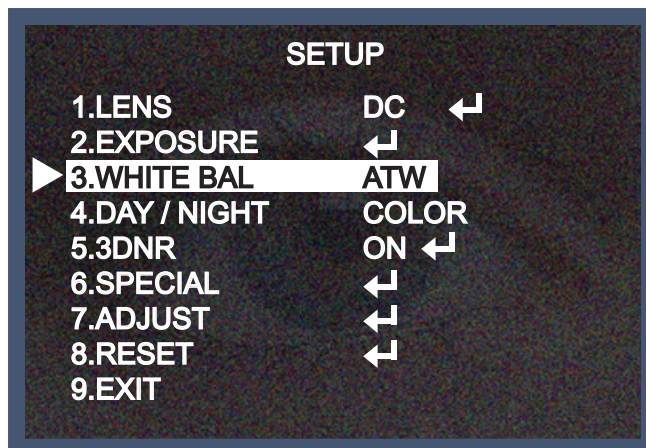 SETUP
1.LENS DC ↵
2.EXPOSURE ↵
3.WHITE BAL ATW
4.DAY / NIGHT COLOR
5.3DNR ON ↵
6.SPECIAL ↵
7.ADJUST ↵
8.RESET ↵
9.EXIT